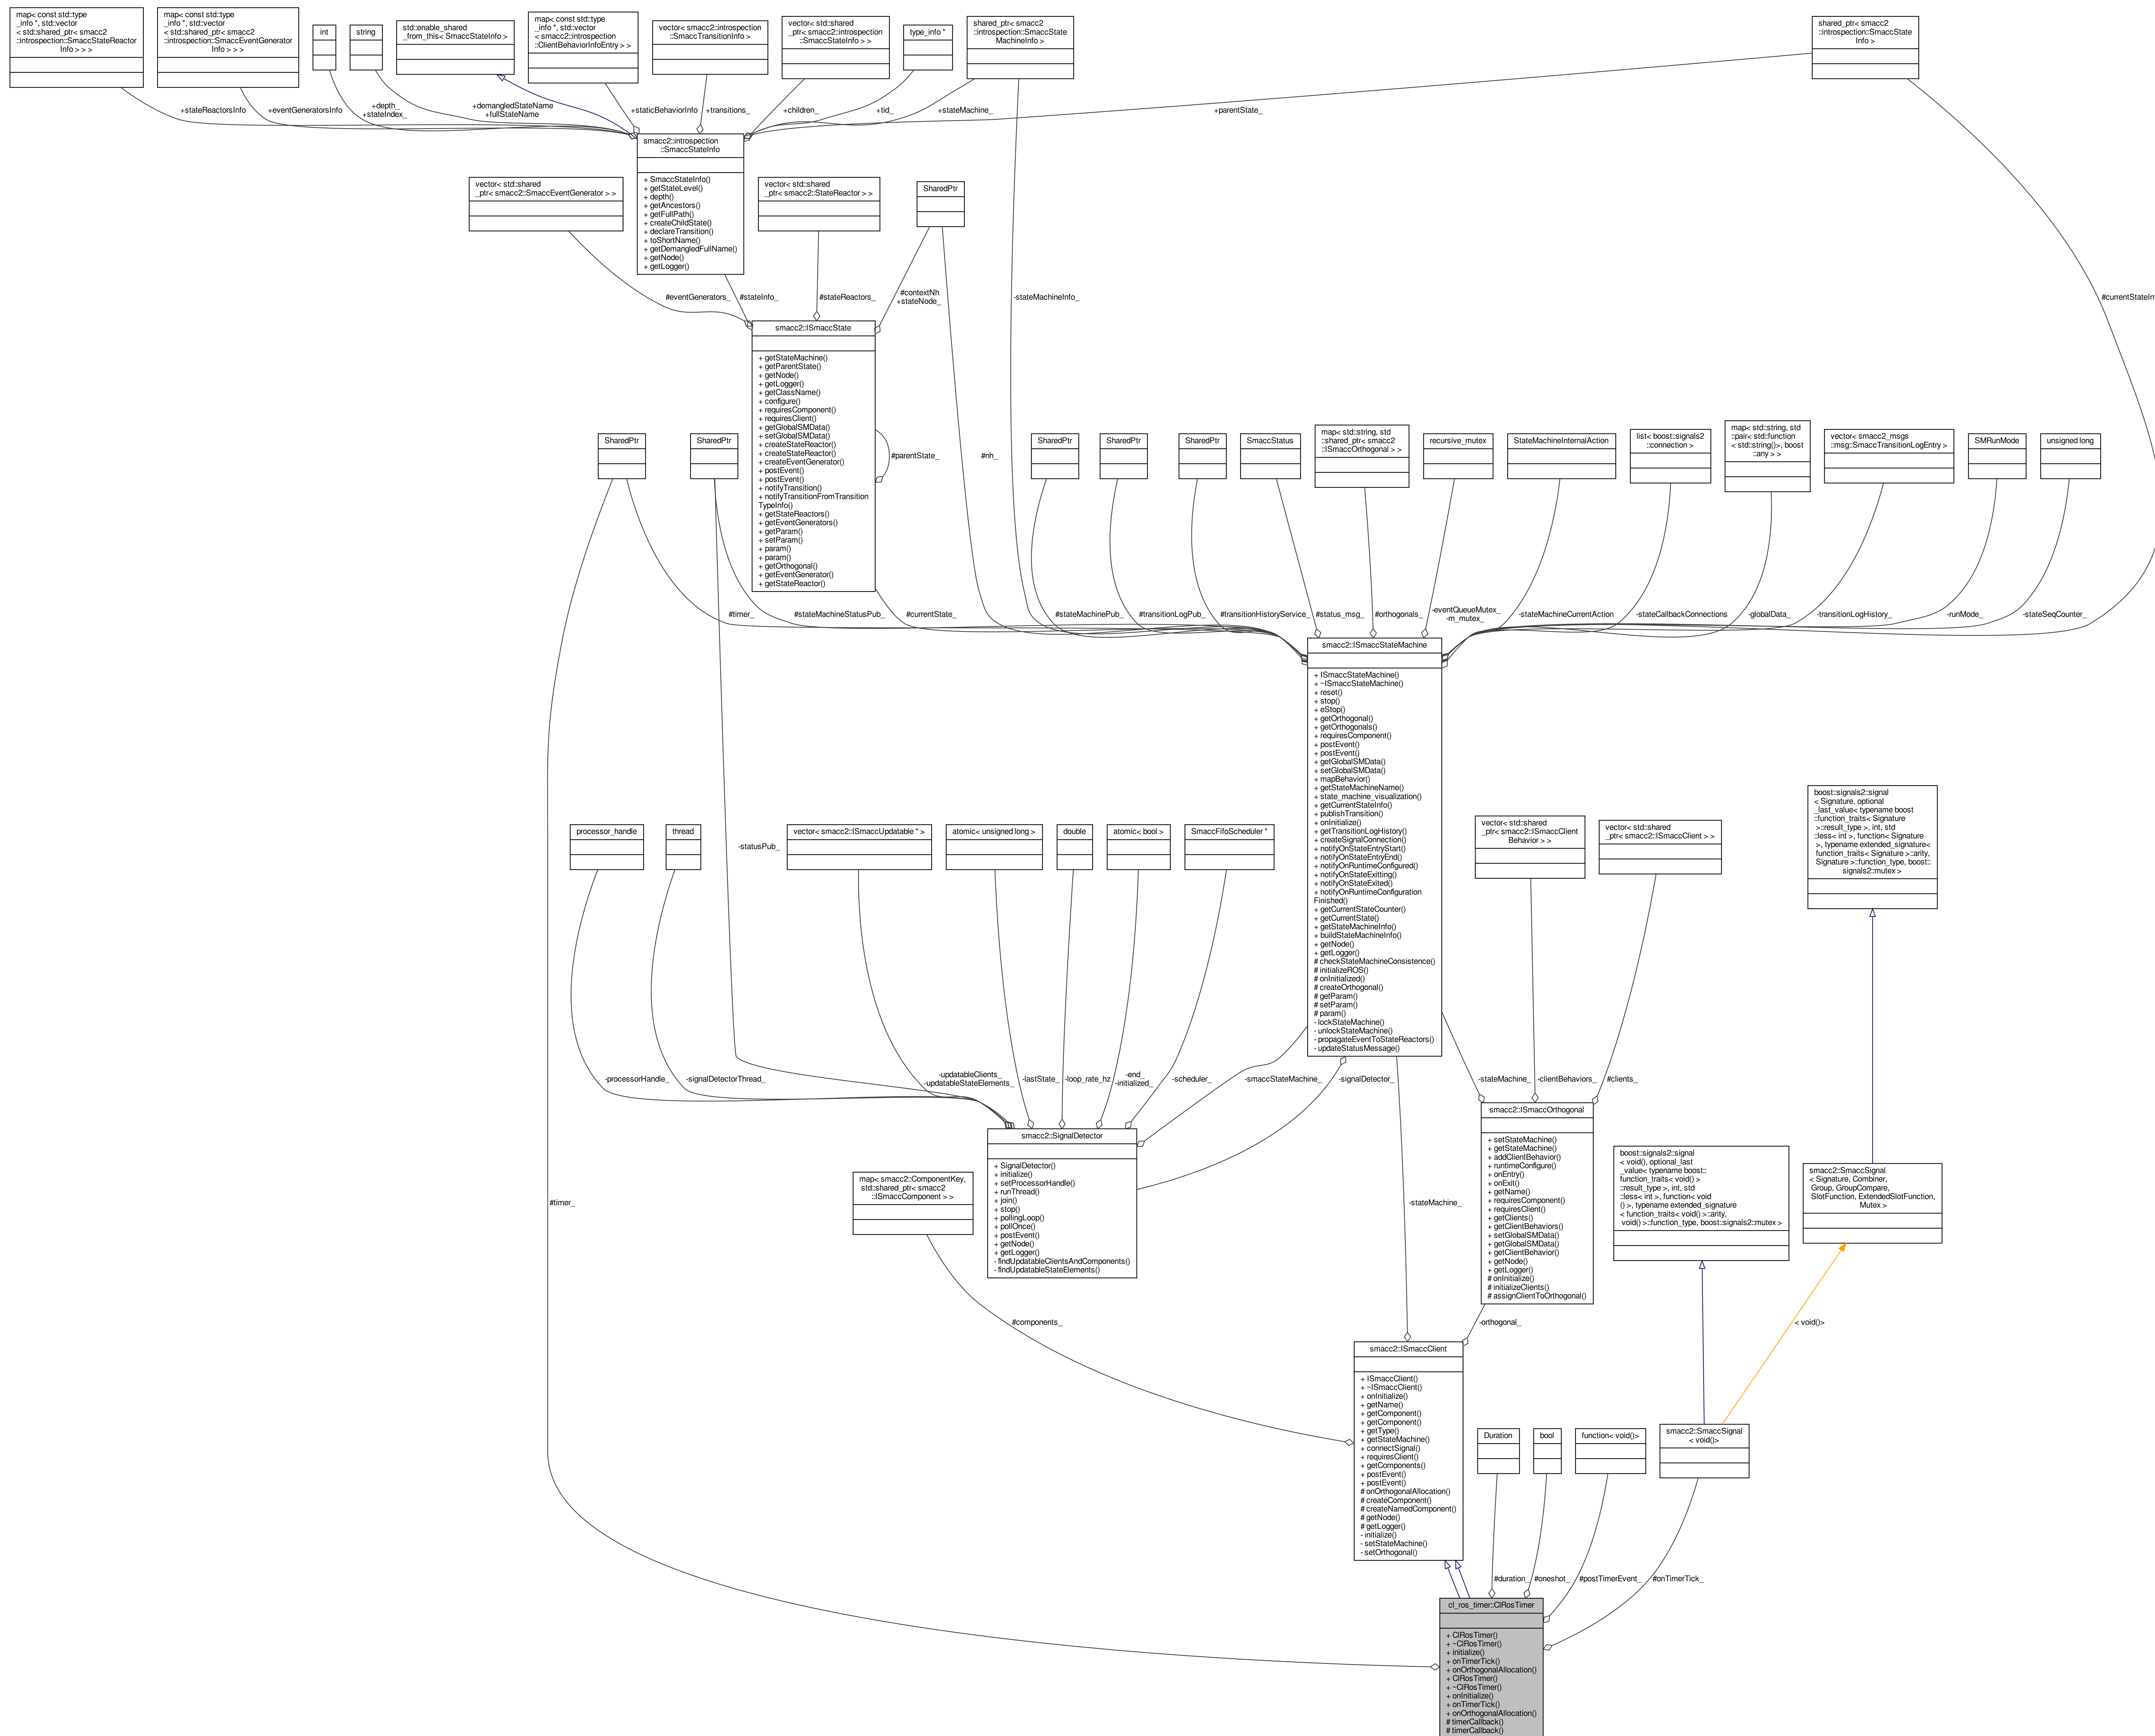 map< const std::type
_info *, std::vector
< std::shared_ptr< smacc2
::introspection::SmaccStateReactor
Info > > >
map< const std::type
_info *, std::vector
< std::shared_ptr< smacc2
::introspection::SmaccEventGenerator
Info > > >
int
string
std::enable_shared
_from_this< SmaccStateInfo >
map< const std::type
_info *, std::vector
< smacc2::introspection
::ClientBehaviorInfoEntry > >
vector< smacc2::introspection
::SmaccTransitionInfo >
vector< std::shared
_ptr< smacc2::introspection
::SmaccStateInfo > >
type_info *
shared_ptr< smacc2
::introspection::SmaccState
MachineInfo >
shared_ptr< smacc2
::introspection::SmaccState
Info >
+stateReactorsInfo
+eventGeneratorsInfo
+depth_
+stateIndex_
+demangledStateName
+fullStateName
+staticBehaviorInfo
+transitions_
+children_
+tid_
+stateMachine_
+parentState_
smacc2::introspection
::SmaccStateInfo
+ SmaccStateInfo()
+ getStateLevel()
+ depth()
+ getAncestors()
+ getFullPath()
+ createChildState()
+ declareTransition()
+ toShortName()
+ getDemangledFullName()
+ getNode()
+ getLogger()
vector< std::shared
_ptr< smacc2::SmaccEventGenerator > >
vector< std::shared
_ptr< smacc2::StateReactor > >
SharedPtr
#eventGenerators_
#stateInfo_
#stateReactors_
#contextNh
+stateNode_
-stateMachineInfo_
#currentStateIn
smacc2::ISmaccState
+ getStateMachine()
+ getParentState()
+ getNode()
+ getLogger()
+ getClassName()
+ configure()
+ requiresComponent()
+ requiresClient()
+ getGlobalSMData()
+ setGlobalSMData()
+ createStateReactor()
+ createStateReactor()
+ createEventGenerator()
+ postEvent()
+ postEvent()
+ notifyTransition()
+ notifyTransitionFromTransition
TypeInfo()
+ getStateReactors()
+ getEventGenerators()
+ getParam()
+ setParam()
+ param()
+ param()
+ getOrthogonal()
+ getEventGenerator()
+ getStateReactor()
#parentState_
#nh_
SharedPtr
SharedPtr
SharedPtr
SharedPtr
SharedPtr
SmaccStatus
map< std::string, std
::shared_ptr< smacc2
::ISmaccOrthogonal > >
recursive_mutex
StateMachineInternalAction
list< boost::signals2
::connection >
map< std::string, std
::pair< std::function
< std::string()>, boost
::any > >
vector< smacc2_msgs
::msg::SmaccTransitionLogEntry >
SMRunMode
unsigned long
#timer_
#stateMachineStatusPub_
#currentState_
#stateMachinePub_
#transitionLogPub_
#transitionHistoryService_
#status_msg_
#orthogonals_
-eventQueueMutex_
-m_mutex_
-stateMachineCurrentAction
-stateCallbackConnections
-globalData_
-transitionLogHistory_
-runMode_
-stateSeqCounter_
smacc2::ISmaccStateMachine
+ ISmaccStateMachine()
+ ~ISmaccStateMachine()
+ reset()
+ stop()
+ eStop()
+ getOrthogonal()
+ getOrthogonals()
+ requiresComponent()
+ postEvent()
+ postEvent()
+ getGlobalSMData()
+ setGlobalSMData()
+ mapBehavior()
+ getStateMachineName()
+ state_machine_visualization()
+ getCurrentStateInfo()
+ publishTransition()
+ onInitialize()
+ getTransitionLogHistory()
+ createSignalConnection()
+ notifyOnStateEntryStart()
+ notifyOnStateEntryEnd()
+ notifyOnRuntimeConfigured()
+ notifyOnStateExitting()
+ notifyOnStateExited()
+ notifyOnRuntimeConfiguration
Finished()
+ getCurrentStateCounter()
+ getCurrentState()
+ getStateMachineInfo()
+ buildStateMachineInfo()
+ getNode()
+ getLogger()
# checkStateMachineConsistence()
# initializeROS()
# onInitialized()
# createOrthogonal()
# getParam()
# setParam()
# param()
- lockStateMachine()
- unlockStateMachine()
- propagateEventToStateReactors()
- updateStatusMessage()
processor_handle
thread
-statusPub_
vector< smacc2::ISmaccUpdatable * >
atomic< unsigned long >
double
atomic< bool >
SmaccFifoScheduler *
vector< std::shared
_ptr< smacc2::ISmaccClient
Behavior > >
vector< std::shared
_ptr< smacc2::ISmaccClient > >
boost::signals2::signal
< Signature, optional
_last_value< typename boost
::function_traits< Signature
>::result_type >, int, std
::less< int >, function< Signature
>, typename extended_signature<
function_traits< Signature >::arity,
Signature >::function_type, boost::
signals2::mutex >
-processorHandle_
-signalDetectorThread_
-updatableClients_
-updatableStateElements_
-lastState_
-loop_rate_hz
-end_
-initialized_
-scheduler_
-smaccStateMachine_
-signalDetector_
-stateMachine_
-clientBehaviors_
#clients_
smacc2::SignalDetector
+ SignalDetector()
+ initialize()
+ setProcessorHandle()
+ runThread()
+ join()
+ stop()
+ pollingLoop()
+ pollOnce()
+ postEvent()
+ getNode()
+ getLogger()
- findUpdatableClientsAndComponents()
- findUpdatableStateElements()
smacc2::ISmaccOrthogonal
+ setStateMachine()
+ getStateMachine()
+ addClientBehavior()
+ runtimeConfigure()
+ onEntry()
+ onExit()
+ getName()
+ requiresComponent()
+ requiresClient()
+ getClients()
+ getClientBehaviors()
+ setGlobalSMData()
+ getGlobalSMData()
+ getClientBehavior()
+ getNode()
+ getLogger()
# onInitialize()
# initializeClients()
# assignClientToOrthogonal()
boost::signals2::signal
< void(), optional_last
_value< typename boost::
function_traits< void() >
::result_type >, int, std
::less< int >, function< void
() >, typename extended_signature
< function_traits< void() >::arity,
void() >::function_type, boost::signals2::mutex >
smacc2::SmaccSignal
< Signature, Combiner,
Group, GroupCompare,
SlotFunction, ExtendedSlotFunction,
Mutex >
map< smacc2::ComponentKey,
std::shared_ptr< smacc2
::ISmaccComponent > >
#timer_
-stateMachine_
#components_
-orthogonal_
< void()>
smacc2::ISmaccClient
+ ISmaccClient()
+ ~ISmaccClient()
+ onInitialize()
+ getName()
+ getComponent()
+ getComponent()
+ getType()
+ getStateMachine()
+ connectSignal()
+ requiresClient()
+ getComponents()
+ postEvent()
+ postEvent()
# onOrthogonalAllocation()
# createComponent()
# createNamedComponent()
# getNode()
# getLogger()
- initialize()
- setStateMachine()
- setOrthogonal()
Duration
bool
function< void()>
smacc2::SmaccSignal
< void()>
#duration_
#oneshot_
#postTimerEvent_
#onTimerTick_
cl_ros_timer::ClRosTimer
+ ClRosTimer()
+ ~ClRosTimer()
+ initialize()
+ onTimerTick()
+ onOrthogonalAllocation()
+ ClRosTimer()
+ ~ClRosTimer()
+ onInitialize()
+ onTimerTick()
+ onOrthogonalAllocation()
# timerCallback()
# timerCallback()